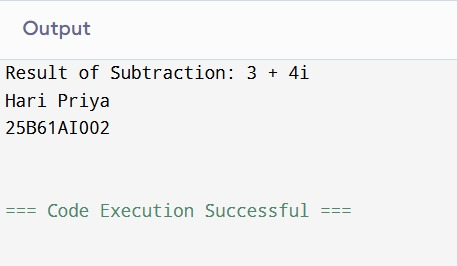 Output
Result of Subtraction: 3 + 4i
Hari Priya
25B61AI002
=== Code Execution Successful ===